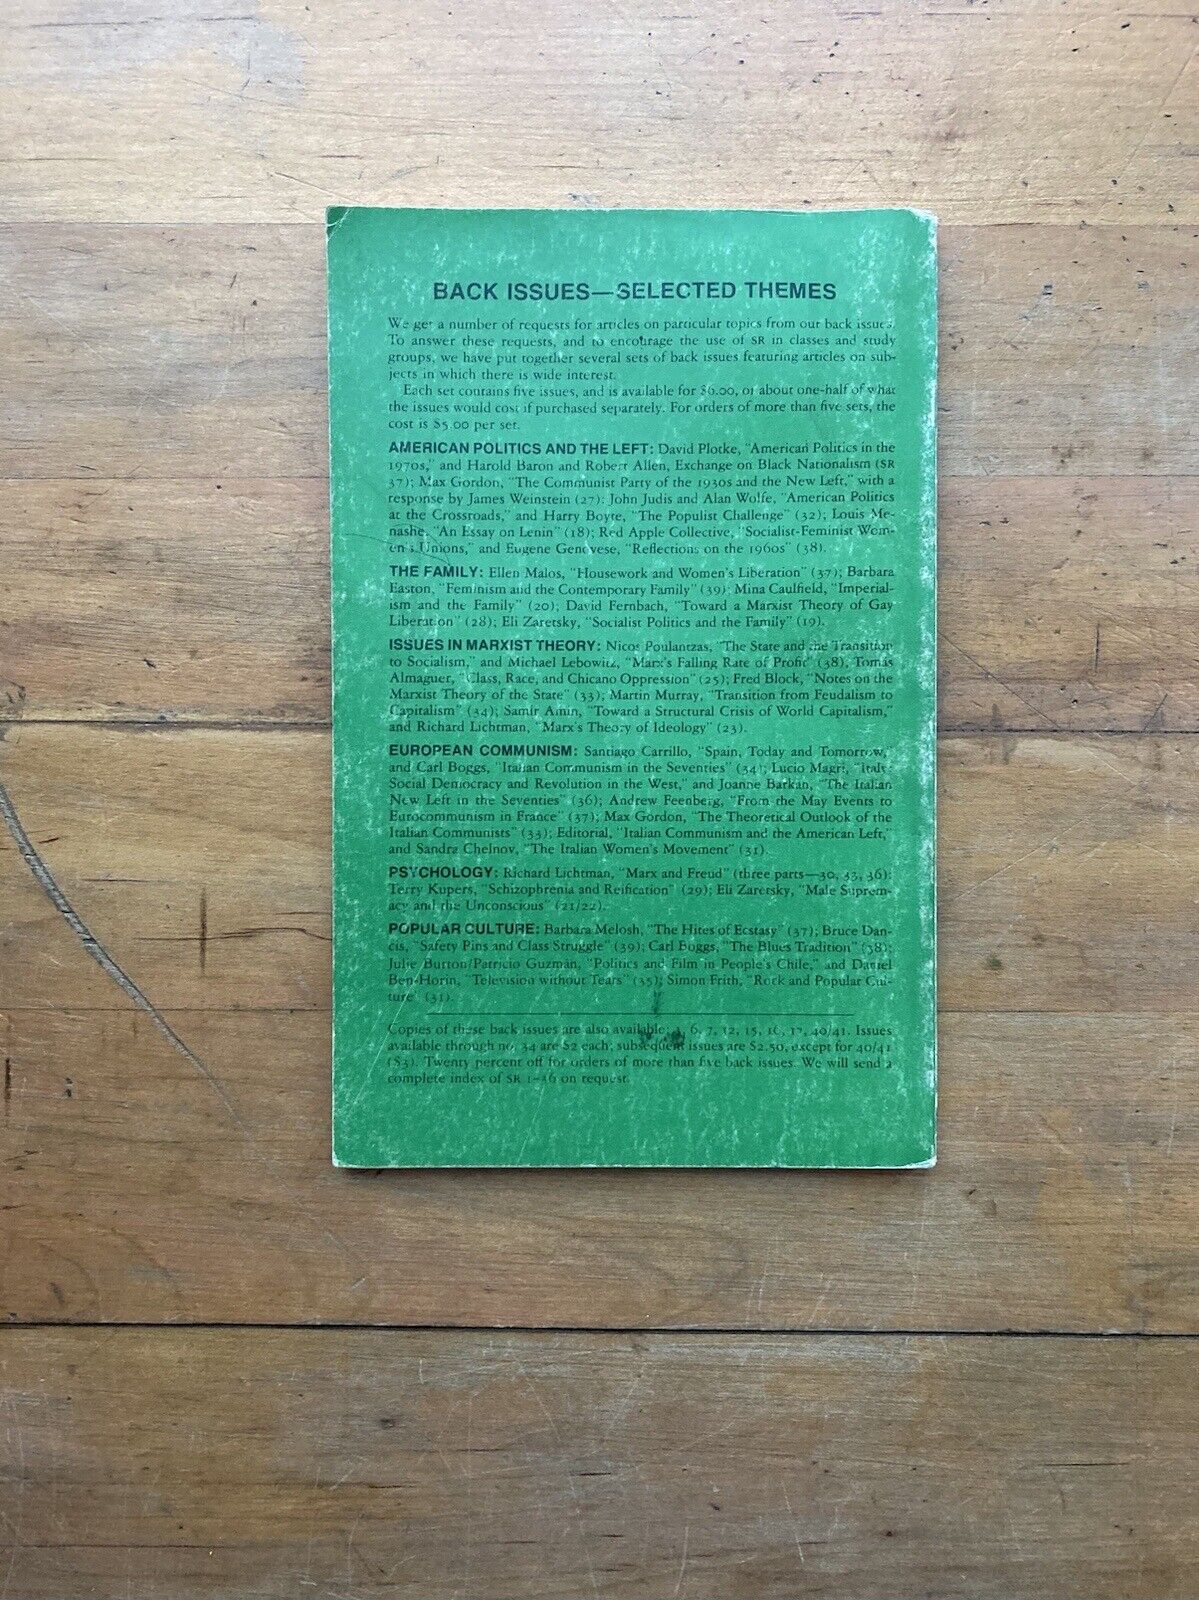 BACK ISSUES—SELECTED THEMES
We get a number of requests for articles on particular topics from our back issues.
To answer these requests, and to encourage the use of SR in classes and study
groups, we have put together several sets of back issues featuring articles on sub-
jects in which there is wide interest.
Each set contains five issues, and is available for $6.00, or about one-half of what
the issues would cost if purchased separately. For orders of more than five sets, the
cost is $5.00 per set.
AMERICAN POLITICS AND THE LEFT: David Plotke, "American Politics in the
1970s," and Harold Baron and Robert Allen, Exchange on Black Nationalism (SR
37); Max Gordon, "The Communist Party of the 1930s and the New Left," with a
response by James Weinstein (27); John Judis and Alan Wolfe, "American Politics
at the Crossroads," and Harry Boyte, "The Populist Challenge" (32); Louis Me-
nashe, "An Essay on Lenin" (18); Red Apple Collective, "Socialist-Feminist Wom-
en's Unions," and Eugene Genovese, "Reflections on the 1960s" (38).
THE FAMILY: Ellen Malos, "Housework and Women's Liberation" (37); Barbara
Easton, "Feminism and the Contemporary Family" (39); Mina Caulfield, "Imperial-
ism and the Family" (20); David Fernbach, "Toward a Marxist Theory of Gay
Liberation" (28); Eli Zaretsky, "Socialist Politics and the Family" (19).
ISSUES IN MARXIST THEORY: Nicos Poulantzas, "The State and the Transition
to Socialism," and Michael Lebowitz, "Marx's Falling Rate of Profit" (38); Tomás
Almaguer, "Class, Race, and Chicano Oppression" (25); Fred Block, "Notes on the
Marxist Theory of the State" (33); Martin Murray, "Transition from Feudalism to
Capitalism" (34); Samir Amin, "Toward a Structural Crisis of World Capitalism,"
and Richard Lichtman, "Marx's Theory of Ideology" (23).
EUROPEAN COMMUNISM: Santiago Carrillo, "Spain, Today and Tomorrow,"
and Carl Boggs, "Italian Communism in the Seventies" (34); Lucio Magri, "Italy:
Social Democracy and Revolution in the West," and Joanne Barkan, "The Italian
New Left in the Seventies" (36); Andrew Feenberg, "From the May Events to
Eurocommunism in France" (37); Max Gordon, "The Theoretical Outlook of the
Italian Communists" (33); Editorial, "Italian Communism and the American Left,"
and Sandra Chelnov, "The Italian Women's Movement" (31).
PSYCHOLOGY: Richard Lichtman, "Marx and Freud" (three parts—30, 33, 36);
Terry Kupers, "Schizophrenia and Reification" (29); Eli Zaretsky, "Male Suprem-
acy and the Unconscious" (21/22).
POPULAR CULTURE: Barbara Melosh, "The Hites of Ecstasy" (37); Bruce Dan-
cis, "Safety Pins and Class Struggle" (39); Carl Boggs, "The Blues Tradition" (38);
Julie Burton/Patricio Guzmán, "Politics and Film in People's Chile," and Daniel
Ben-Horin, "Television without Tears" (35); Simon Frith, "Rock and Popular Cul-
ture" (31).
Copies of these back issues are also available: 6, 7, 12, 15, 16, 17, 40/41. Issues
available through no. 34 are $2 each; subsequent issues are $2.50, except for 40/41
($3). Twenty percent off for orders of more than five back issues. We will send a
complete index of SR on request.